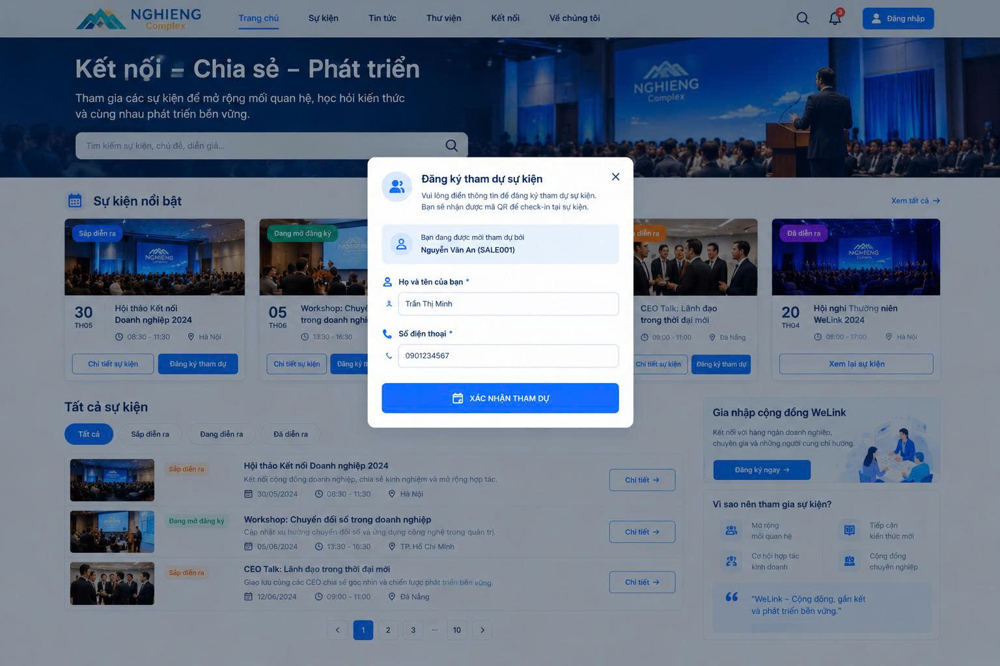 NGHIENG
Complex
Trang chủ
Sự kiện
Tin tức
Thư viện
Kết nối
Về chúng tôi
3
Đăng nhập
Kết nối – Chia sẻ – Phát triển
Tham gia các sự kiện để mở rộng mối quan hệ, học hỏi kiến thức
và cùng nhau phát triển bền vững.
Tìm kiếm sự kiện, chủ đề, diễn giả...
NGHIENG
Complex
Đăng ký tham dự sự kiện
Vui lòng điền thông tin để đăng ký tham dự sự kiện.
Bạn sẽ nhận được mã QR để check-in tại sự kiện.
Bạn đang được mời tham dự bởi
Nguyễn Văn An (SALE001)
Họ và tên của bạn *
Trần Thị Minh
Số điện thoại *
0901234567
XÁC NHẬN THAM DỰ
Sự kiện nổi bật
Xem tất cả →
Sắp diễn ra
NGHIENG
30
TH05
Hội thảo Kết nối
Doanh nghiệp 2024
08:30 - 11:30
Hà Nội
Chi tiết sự kiện
Đăng ký tham dự
Đang mở đăng ký
05
TH06
Workshop: Chuyể
trong doanh nghi
13:30 - 16:30
Chi tiết sự kiện
Đăng ký t
diễn ra
CEO Talk: Lãnh đạo
trong thời đại mới
09:00 - 11:00
Đà Nẵng
Chi tiết sự kiện
Đăng ký tham dự
Đã diễn ra
NGHIENG
Complex
20
TH04
Hội nghị Thường niên
WeLink 2024
08:00 - 17:00
Hà Nội
Xem lại sự kiện
Tất cả sự kiện
Tất cả
Sắp diễn ra
Đang diễn ra
Đã diễn ra
Sắp diễn ra
Hội thảo Kết nối Doanh nghiệp 2024
Kết nối cộng đồng doanh nghiệp, chia sẻ kinh nghiệm và mở rộng hợp tác.
30/05/2024
08:30 - 11:30
Hà Nội
Chi tiết →
Đang mở đăng ký
Workshop: Chuyển đổi số trong doanh nghiệp
Cập nhật xu hướng chuyển đổi số và ứng dụng công nghệ trong quản trị.
05/06/2024
13:30 - 16:30
TP. Hồ Chí Minh
Chi tiết →
Sắp diễn ra
CEO Talk: Lãnh đạo trong thời đại mới
Giao lưu cùng các CEO chia sẻ góc nhìn và chiến lược phát triển bền vững.
12/06/2024
09:00 - 11:00
Đà Nẵng
Chi tiết →
1
2
3
...
10
Gia nhập cộng đồng WeLink
Kết nối với hàng ngàn doanh nghiệp,
chuyên gia và những người cùng chí hướng.
Đăng ký ngay →
Vì sao nên tham gia sự kiện?
Mở rộng
mối quan hệ
Tiếp cận
kiến thức mới
Cơ hội hợp tác
kinh doanh
Cộng đồng
chuyên nghiệp
"WeLink – Cộng đồng, gắn kết
và phát triển bền vững."